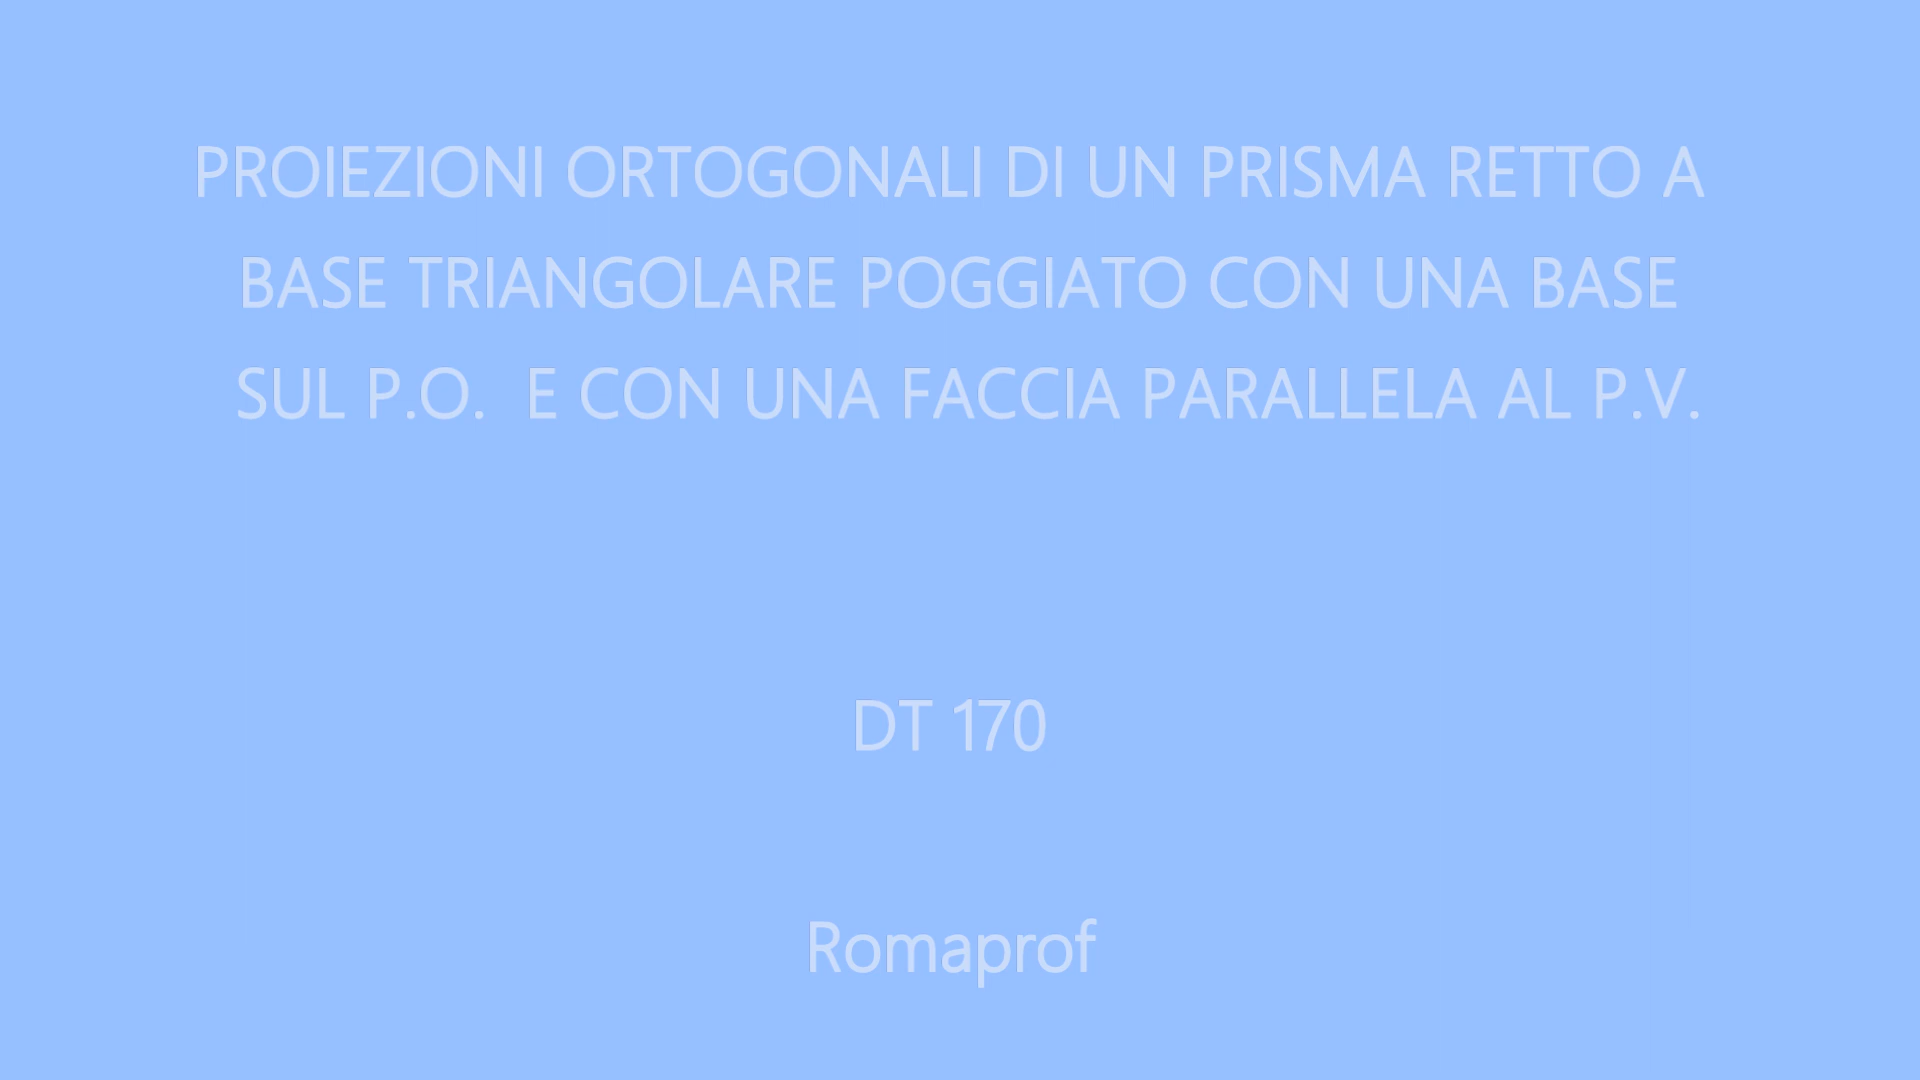 PROIEZIONI ORTOGONALI DI UN PRISMA RETTO A
BASE TRIANGOLARE POGGIATO CON UNA BASE
SUL P.O.  E CON UNA FACCIA PARALLELA AL P.V.
DT 170
Romaprof